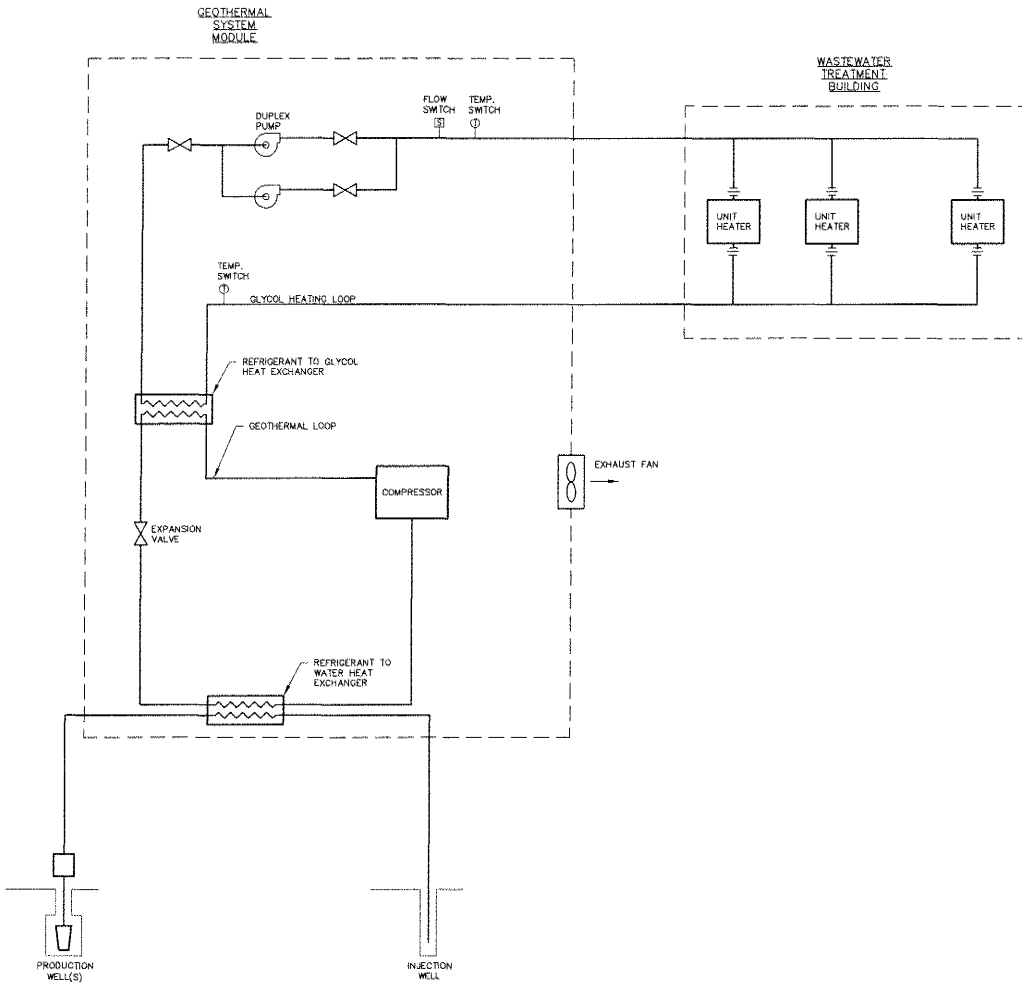 GEOTHERMAL
SYSTEM
MODULE
WASTEWATER
TREATMENT
BUILDING
FLOW
SWITCH
S
TEMP.
SWITCH
T
DUPLEX
PUMP
UNIT
HEATER
UNIT
HEATER
UNIT
HEATER
TEMP.
SWITCH
T
GLYCOL HEATING LOOP
REFRIGERANT TO GLYCOL
HEAT EXCHANGER
GEOTHERMAL LOOP
COMPRESSOR
EXHAUST FAN
EXPANSION
VALVE
REFRIGERANT TO
WATER HEAT
EXCHANGER
PRODUCTION
WELL(S)
INJECTION
WELL